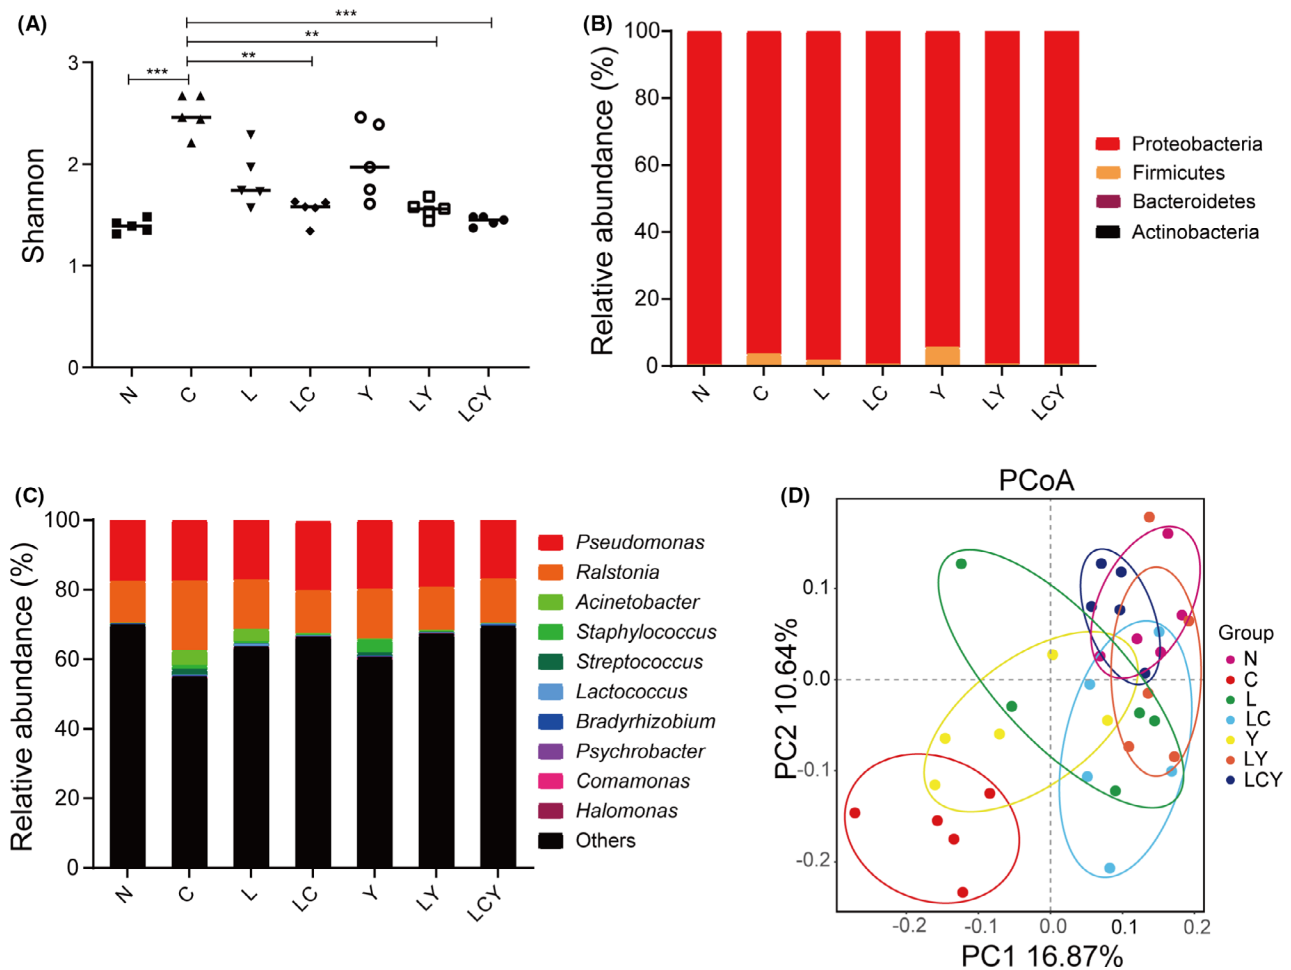 (A)
***
**
**
***
Shannon
3
2
1
0
N
C
L
LC
Y
LY
LCY
(B)
Relative abundance (%)
100
80
60
40
20
0
N
C
L
LC
Y
LY
LCY
Proteobacteria
Firmicutes
Bacteroidetes
Actinobacteria
(C)
Relative abundance (%)
100
80
60
40
20
0
N
C
L
LC
Y
LY
LCY
Pseudomonas
Ralstonia
Acinetobacter
Staphylococcus
Streptococcus
Lactococcus
Bradyrhizobium
Psychrobacter
Comamonas
Halomonas
Others
(D)
PCoA
PC2 10.64%
0.1
0.0
-0.1
-0.2
-0.2
-0.1
0.0
0.1
0.2
PC1 16.87%
Group
N
C
L
LC
Y
LY
LCY